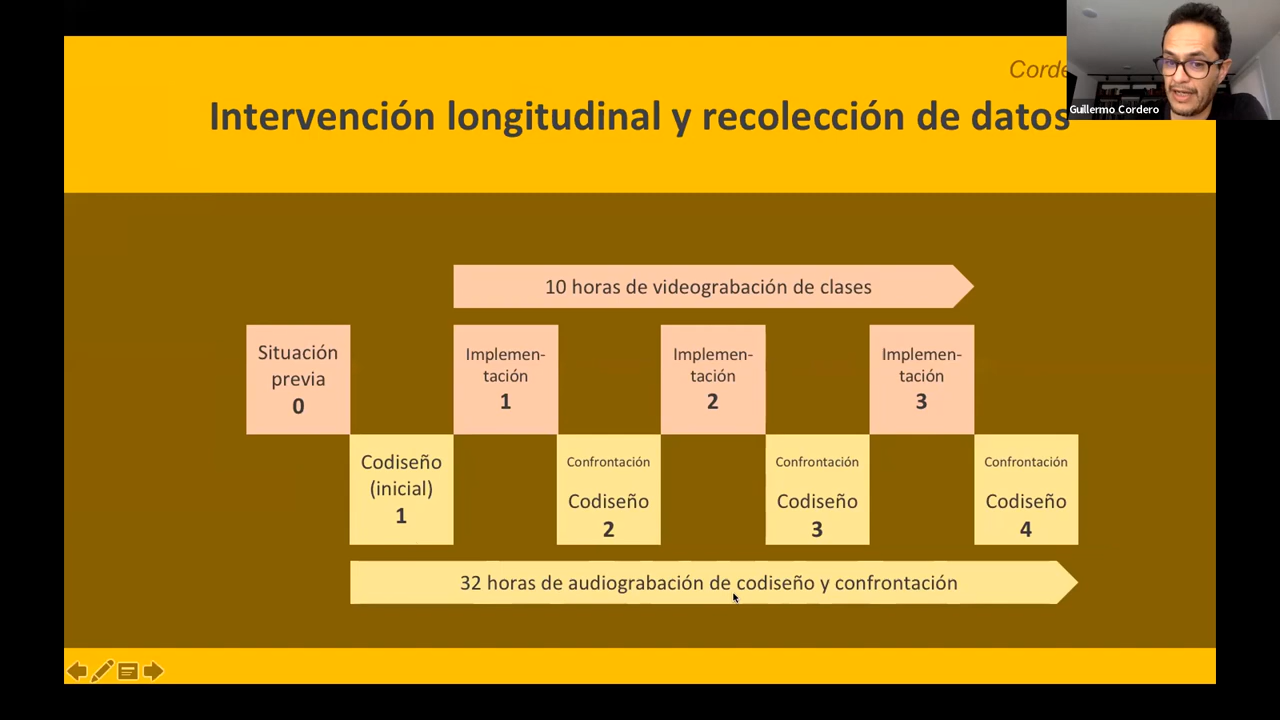 Corde
Guillermo Cordero
Intervención longitudinal y recolección de datos
10 horas de videograbación de clases
Situación
previa
0
Implemen-
tación
1
Implemen-
tación
2
Implemen-
tación
3
Codiseño
(inicial)
1
Confrontación
Codiseño
2
Confrontación
Codiseño
3
Confrontación
Codiseño
4
32 horas de audiograbación de codiseño y confrontación